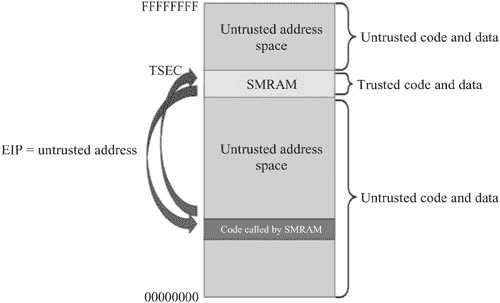 FFFFFFFF
Untrusted address
space
Untrusted code and data
TSEC
SMRAM
Trusted code and data
EIP = untrusted address
Untrusted address
space
Untrusted code and data
Code called by SMRAM
00000000